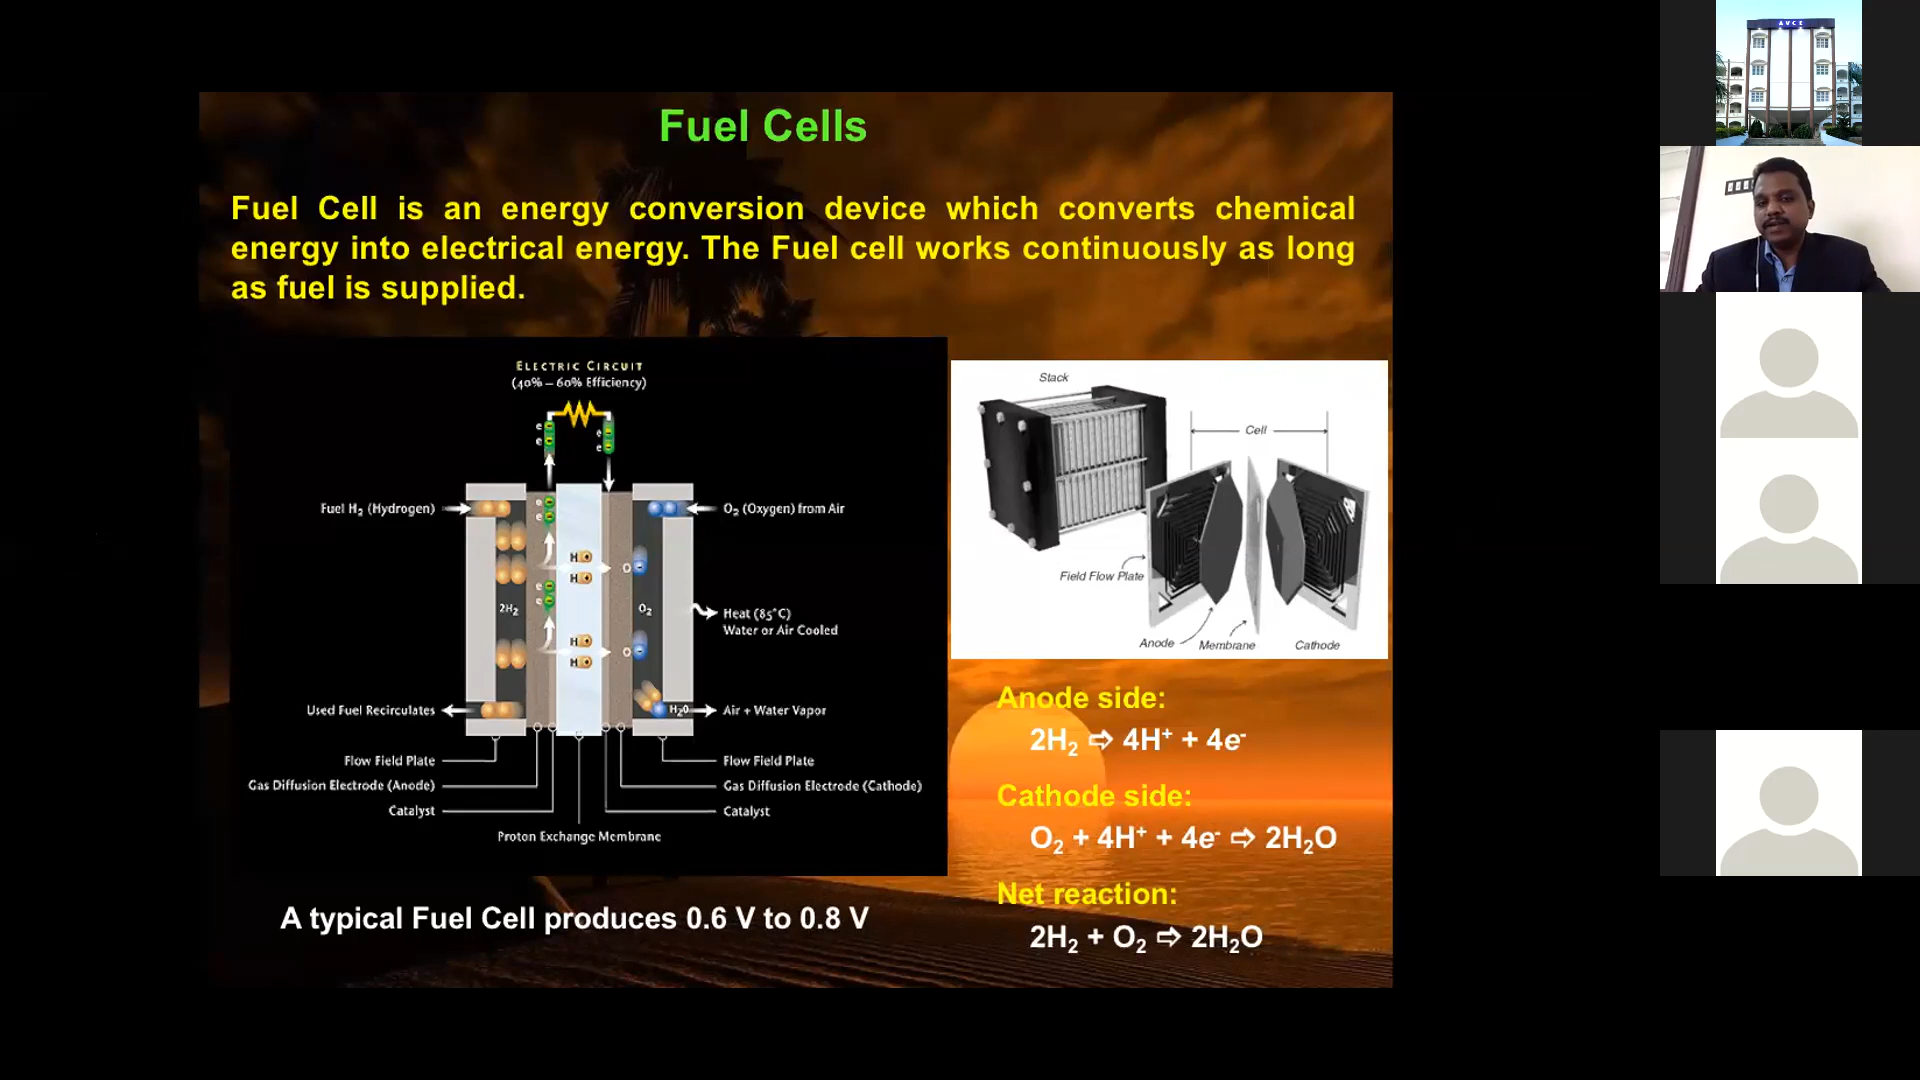 AVCE
Fuel Cells
Fuel Cell is an energy conversion device which converts chemical
energy into electrical energy. The Fuel cell works continuously as long
as fuel is supplied.
ELECTRIC CIRCUIT
(40% – 60% Efficiency)
e
e
e
e
Fuel H₂ (Hydrogen)
O₂ (Oxygen) from Air
e
e
H
H
O
e
e
2H₂
O₂
Heat (85°C)
Water or Air Cooled
H
H
O
Used Fuel Recirculates
H₂O
Air + Water Vapor
Flow Field Plate
Flow Field Plate
Gas Diffusion Electrode (Anode)
Gas Diffusion Electrode (Cathode)
Catalyst
Catalyst
Proton Exchange Membrane
Stack
Cell
Field Flow Plate
Anode
Membrane
Cathode
Anode side:
2H₂ ⇨ 4H⁺ + 4e⁻
Cathode side:
O₂ + 4H⁺ + 4e⁻ ⇨ 2H₂O
Net reaction:
2H₂ + O₂ ⇨ 2H₂O
A typical Fuel Cell produces 0.6 V to 0.8 V